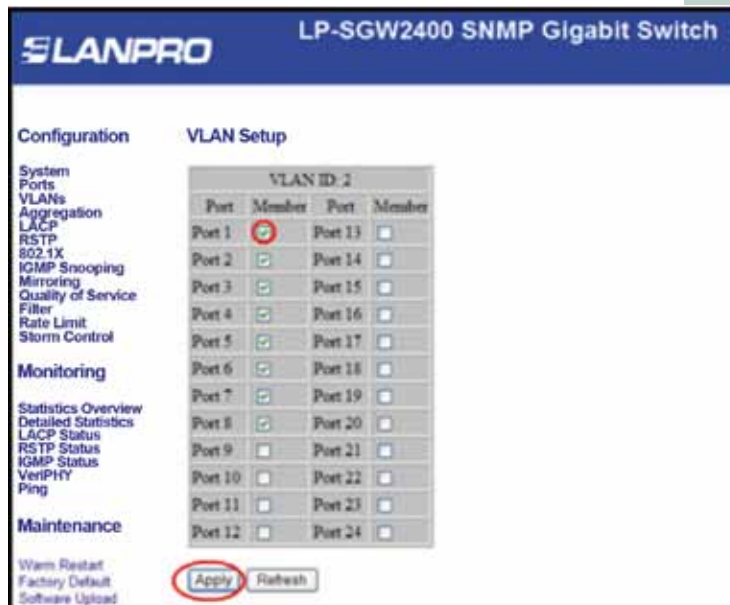 LANPRO
LP-SGW2400 SNMP Gigabit Switch
Configuration
System
Ports
VLANs
Aggregation
LACP
RSTP
802.1X
IGMP Snooping
Mirroring
Quality of Service
Filter
Rate Limit
Storm Control
Monitoring
Statistics Overview
Detailed Statistics
LACP Status
RSTP Status
IGMP Status
VeriPHY
Ping
Maintenance
Warm Restart
Factory Default
Software Upload
VLAN Setup
VLAN ID: 2
Port Member Port Member
Port 1 Port 13
Port 2 Port 14
Port 3 Port 15
Port 4 Port 16
Port 5 Port 17
Port 6 Port 18
Port 7 Port 19
Port 8 Port 20
Port 9 Port 21
Port 10 Port 22
Port 11 Port 23
Port 12 Port 24
Apply Refresh